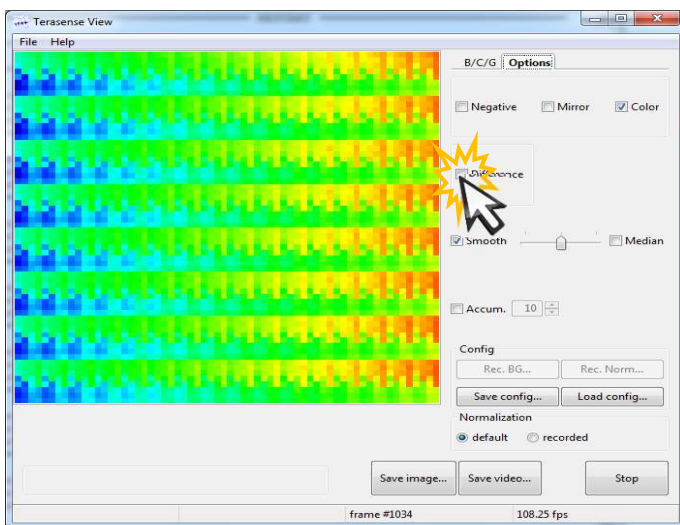 Terasense View
File Help
B/C/G Options
Negative Mirror Color
Difference
Smooth Median
Accum. 10
Config
Rec. BG... Rec. Norm...
Save config... Load config...
Normalization
default recorded
Save image... Save video... Stop
frame #1034 108.25 fps